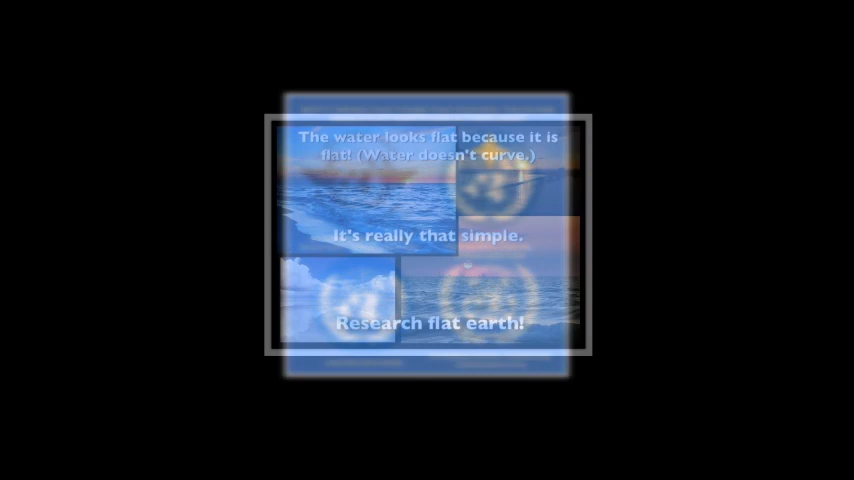 The water looks flat because it is
flat! (Water doesn't curve.)
It's really that simple.
Research flat earth!